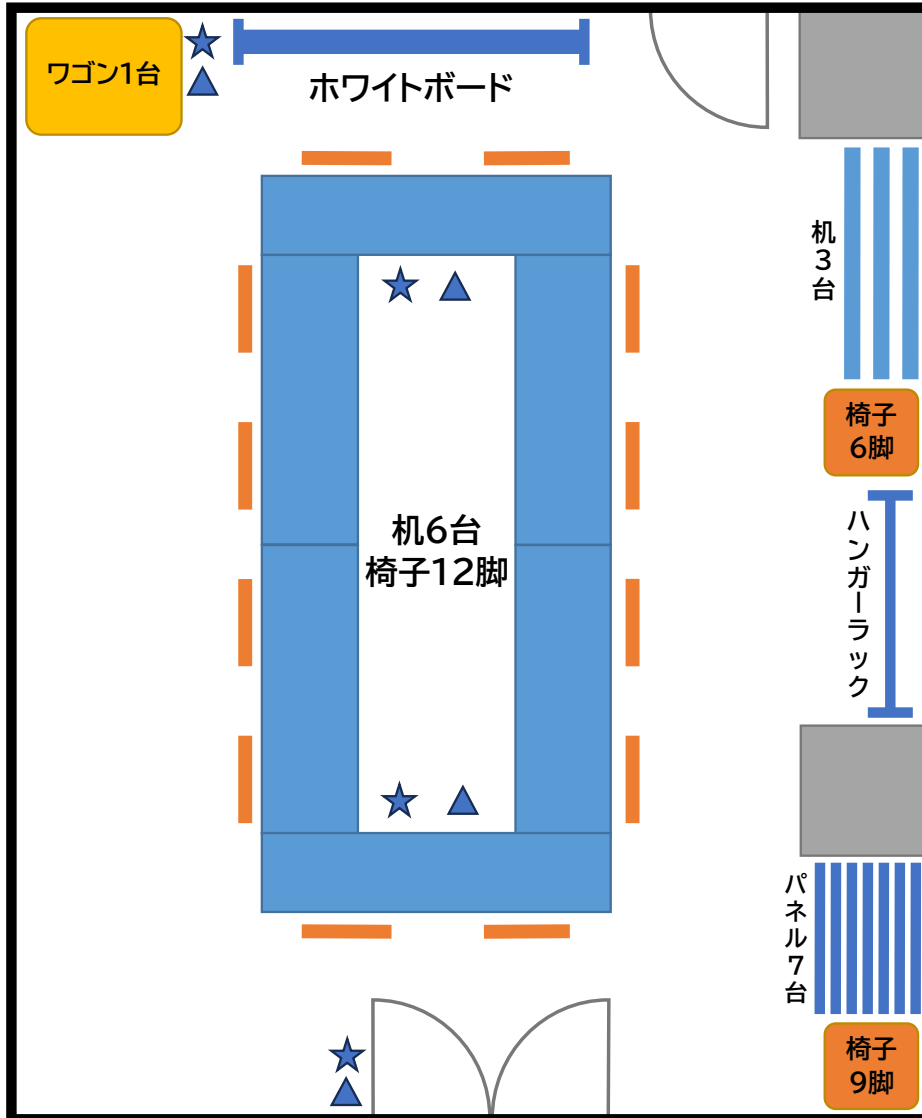 ワゴン1台
ホワイトボード
机3台
椅子
6脚
机6台
椅子12脚
ハンガーラック
パネル7台
椅子
9脚